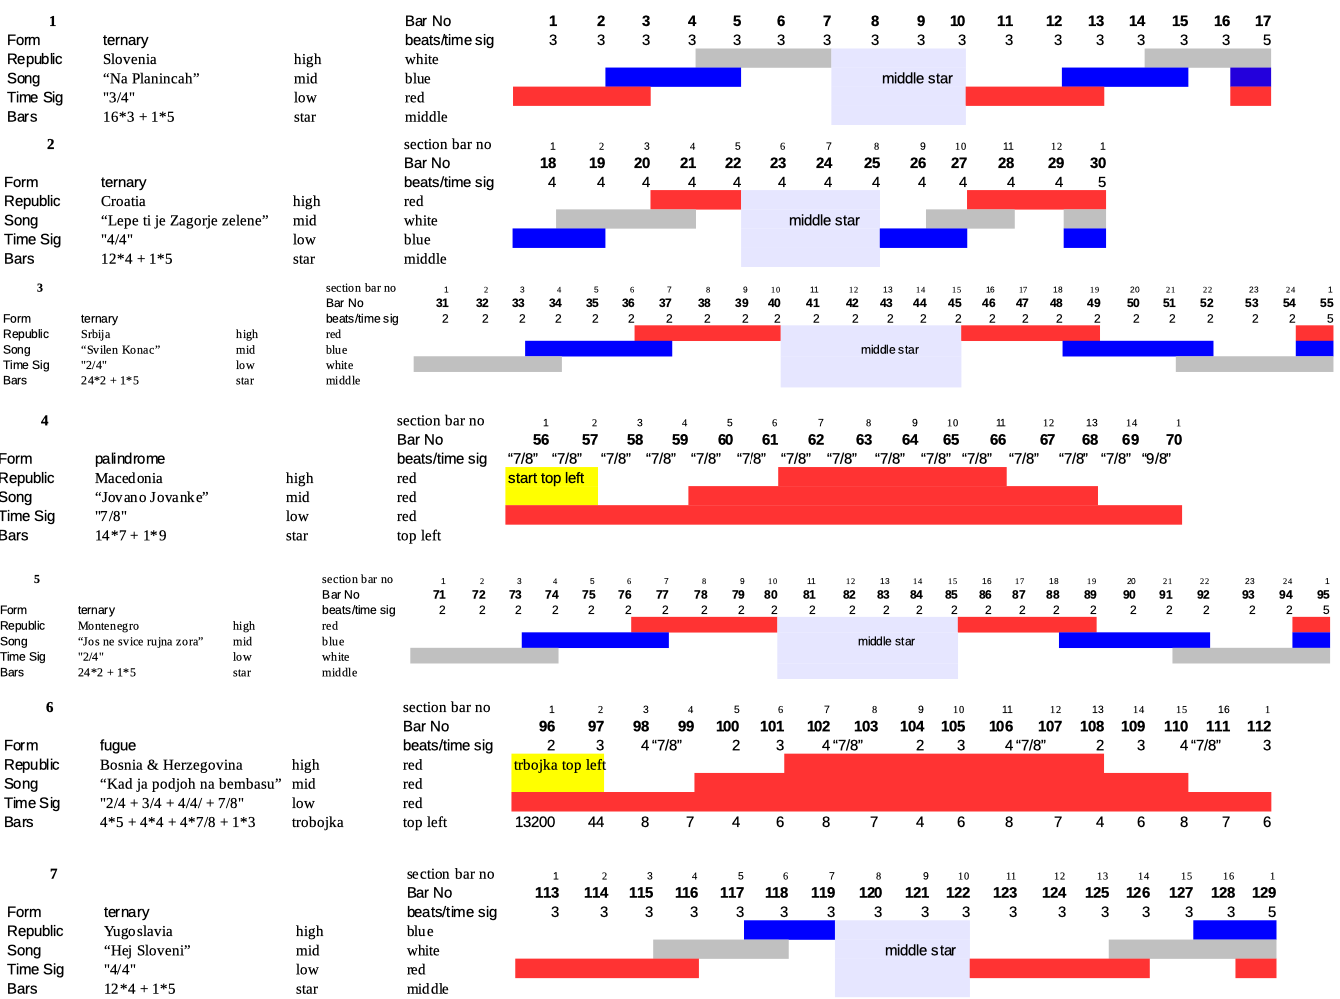 1 Bar No 1 2 3 4 5 6 7 8 9 10 11 12 13 14 15 16 17
Form ternary beats/time sig 3 3 3 3 3 3 3 3 3 3 3 3 3 3 3 3 5
Republic Slovenia high white
Song “Na Planincah” mid blue middle star
Time Sig "3/4" low red
Bars 16*3 + 1*5 star middle
2 section bar no 1 2 3 4 5 6 7 8 9 10 11 12 1
Bar No 18 19 20 21 22 23 24 25 26 27 28 29 30
Form ternary beats/time sig 4 4 4 4 4 4 4 4 4 4 4 4 5
Republic Croatia high red
Song “Lepe ti je Zagorje zelene” mid white middle star
Time Sig "4/4" low blue
Bars 12*4 + 1*5 star middle
3 section bar no 1 2 3 4 5 6 7 8 9 10 11 12 13 14 15 16 17 18 19 20 21 22 23 24 1
Bar No 31 32 33 34 35 36 37 38 39 40 41 42 43 44 45 46 47 48 49 50 51 52 53 54 55
Form ternary beats/time sig 2 2 2 2 2 2 2 2 2 2 2 2 2 2 2 2 2 2 2 2 2 2 2 2 5
Republic Srbija high red
Song “Svilen Konac” mid blue middle star
Time Sig "2/4" low white
Bars 24*2 + 1*5 star middle
4 section bar no 1 2 3 4 5 6 7 8 9 10 11 12 13 14 1
Bar No 56 57 58 59 60 61 62 63 64 65 66 67 68 69 70
Form palindrome beats/time sig “7/8” “7/8” “7/8” “7/8” “7/8” “7/8” “7/8” “7/8” “7/8” “7/8” “7/8” “7/8” “7/8” “7/8” “9/8”
Republic Macedonia high red start top left
Song “Jovano Jovanke” mid red
Time Sig "7/8" low red
Bars 14*7 + 1*9 star top left
5 section bar no 1 2 3 4 5 6 7 8 9 10 11 12 13 14 15 16 17 18 19 20 21 22 23 24 1
Bar No 71 72 73 74 75 76 77 78 79 80 81 82 83 84 85 86 87 88 89 90 91 92 93 94 95
Form ternary beats/time sig 2 2 2 2 2 2 2 2 2 2 2 2 2 2 2 2 2 2 2 2 2 2 2 2 5
Republic Montenegro high red
Song “Jos ne svice rujna zora” mid blue middle star
Time Sig "2/4" low white
Bars 24*2 + 1*5 star middle
6 section bar no 1 2 3 4 5 6 7 8 9 10 11 12 13 14 15 16 1
Bar No 96 97 98 99 100 101 102 103 104 105 106 107 108 109 110 111 112
Form fugue beats/time sig 2 3 4 “7/8” 2 3 4 “7/8” 2 3 4 “7/8” 2 3 4 “7/8” 3
Republic Bosnia & Herzegovina high red trbojka top left
Song “Kad ja podjoh na bembasu” mid red
Time Sig "2/4 + 3/4 + 4/4/ + 7/8" low red
Bars 4*5 + 4*4 + 4*7/8 + 1*3 trobojka top left 13200 44 8 7 4 6 8 7 4 6 8 7 4 6 8 7 6
7 section bar no 1 2 3 4 5 6 7 8 9 10 11 12 13 14 15 16 1
Bar No 113 114 115 116 117 118 119 120 121 122 123 124 125 126 127 128 129
Form ternary beats/time sig 3 3 3 3 3 3 3 3 3 3 3 3 3 3 3 3 5
Republic Yugoslavia high blue
Song “Hej Sloveni” mid white middle star
Time Sig "4/4" low red
Bars 12*4 + 1*5 star middle